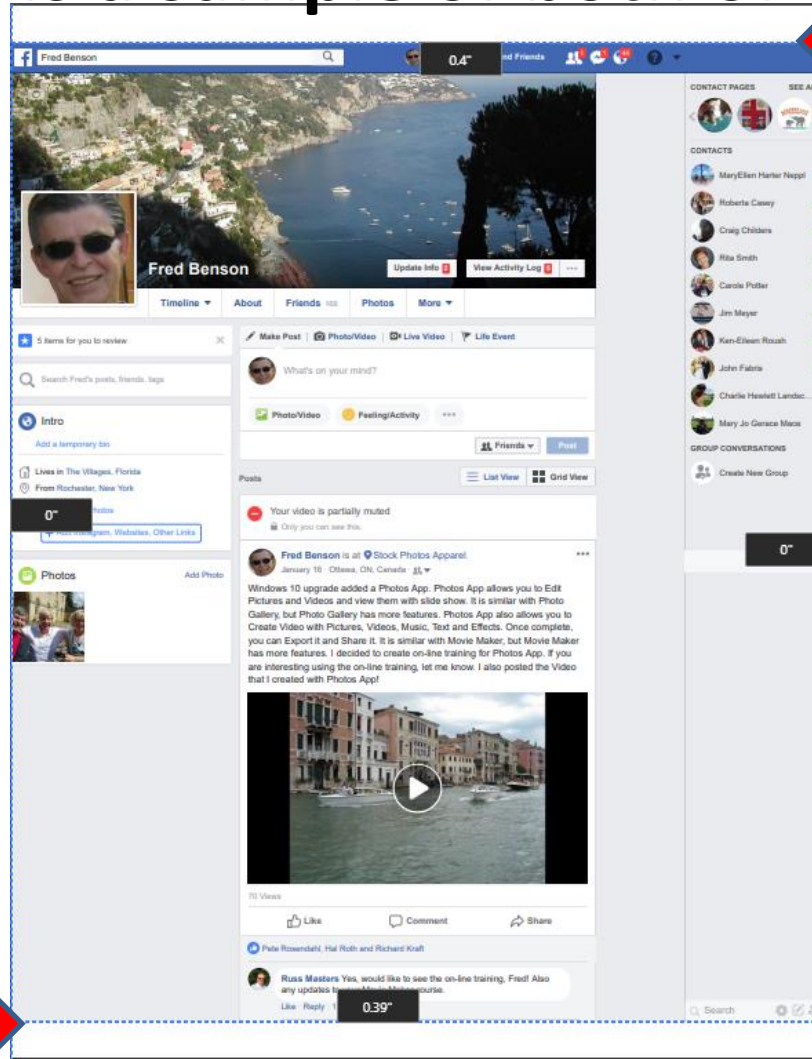 Fred Benson
0.4"
nd Friends
CONTACT PAGES
CONTACTS
MaryEllen Harter Neppl
Roberta Casey
Craig Childers
Rita Smith
Carole Potter
Jim Meyer
Ken-Eileen Roush
John Fabris
Charlie Hewlett Landsc...
Mary Jo Gerace Mace
GROUP CONVERSATIONS
Create New Group
0"
Search
Fred Benson
Update Info
View Activity Log
Timeline
About
Friends
Photos
More
5 items for you to review
Search Fred's posts, friends, tags
Intro
Add a temporary bio
Lives in The Villages, Florida
From Rochester, New York
0"
Websites, Other Links
Photos
Add Photo
Make Post
Photo/Video
Live Video
Life Event
What's on your mind?
Photo/Video
Feeling/Activity
Friends
Post
Posts
List View
Grid View
Your video is partially muted
Only you can see this.
Fred Benson is at Stock Photos Apparel.
January 16 · Ottawa, ON, Canada
Windows 10 upgrade added a Photos App. Photos App allows you to Edit
Pictures and Videos and view them with slide show. It is similar with Photo
Gallery, but Photo Gallery has more features. Photos App also allows you to
Create Video with Pictures, Videos, Music, Text and Effects. Once complete,
you can Export it and Share it. It is similar with Movie Maker, but Movie Maker
has more features. I decided to create on-line training for Photos App. If you
are interesting using the on-line training, let me know. I also posted the Video
that I created with Photos App!
70 Views
Like
Comment
Share
Pete Rosendahl, Hal Roth and Richard Kraft
Russ Masters Yes, would like to see the on-line training, Fred! Also
any updates to
Like Reply
0.39"